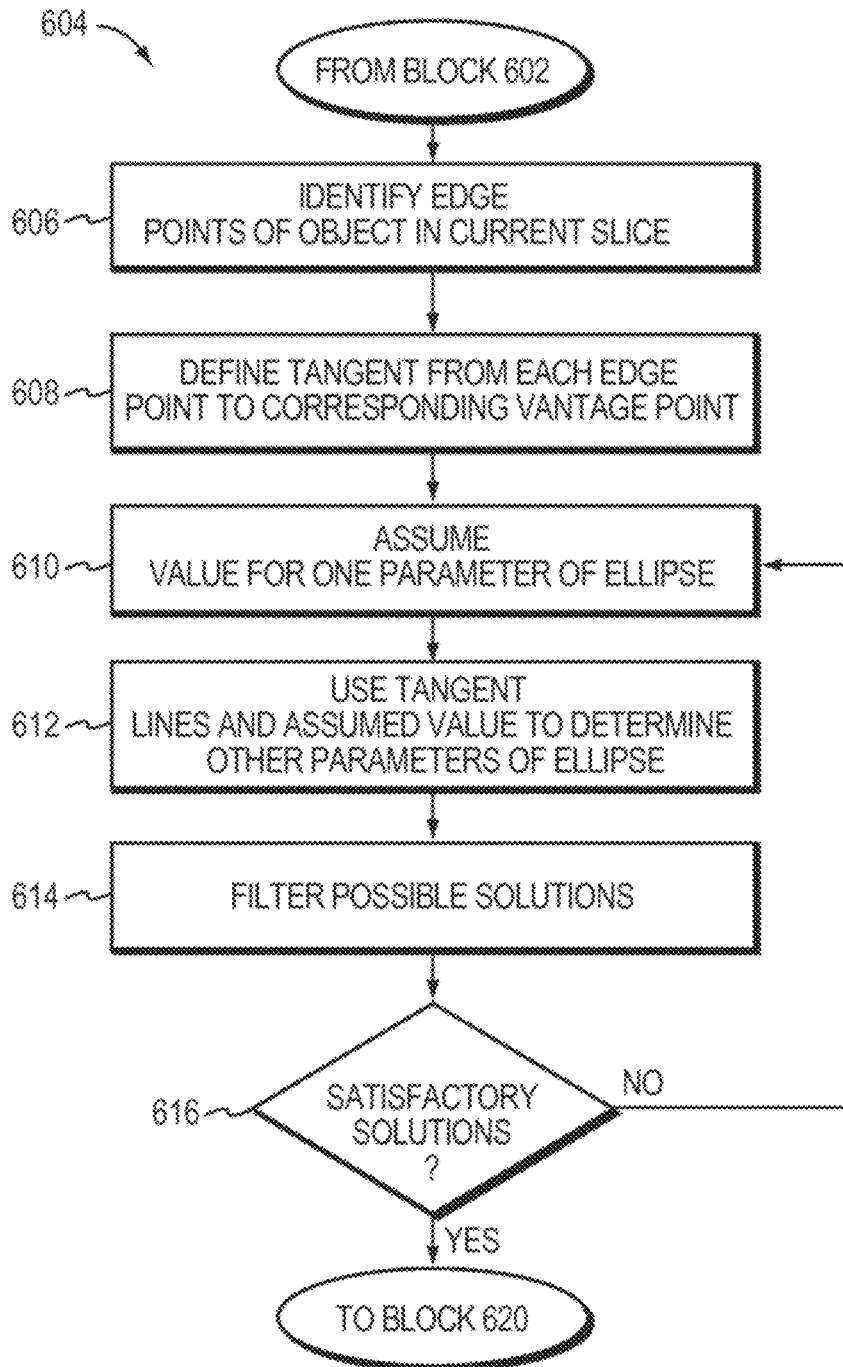 604
FROM BLOCK 602
606
IDENTIFY EDGE
POINTS OF OBJECT IN CURRENT SLICE
608
DEFINE TANGENT FROM EACH EDGE
POINT TO CORRESPONDING VANTAGE POINT
610
ASSUME
VALUE FOR ONE PARAMETER OF ELLIPSE
612
USE TANGENT
LINES AND ASSUMED VALUE TO DETERMINE
OTHER PARAMETERS OF ELLIPSE
614
FILTER POSSIBLE SOLUTIONS
616
SATISFACTORY
SOLUTIONS
?
NO
YES
TO BLOCK 620